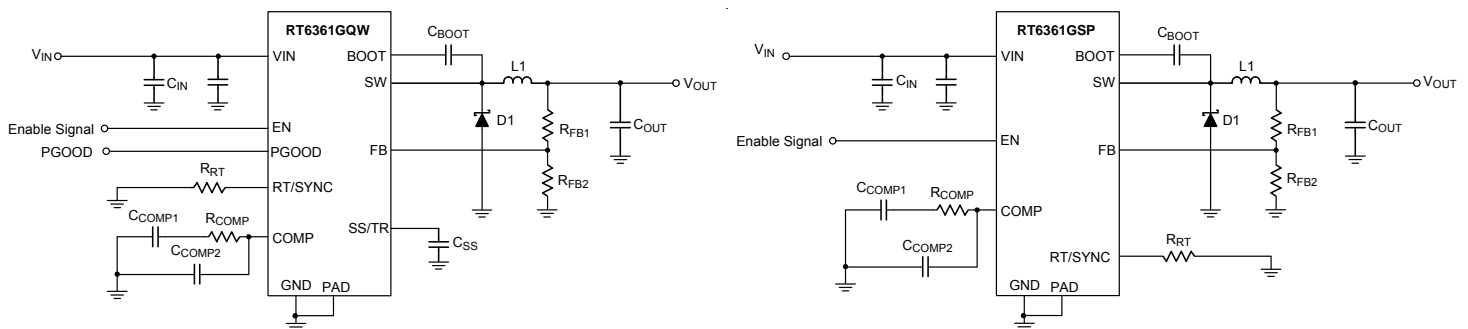 RT6361GQW
VIN
CIN
VIN
BOOT
CBOOT
SW
L1
VOUT
D1
RFB1
COUT
Enable Signal
EN
PGOOD
PGOOD
FB
RFB2
RRT
RT/SYNC
CCOMP1
RCOMP
COMP
CCOMP2
SS/TR
CSS
GND
PAD
RT6361GSP
VIN
CIN
VIN
BOOT
CBOOT
SW
L1
VOUT
D1
RFB1
COUT
Enable Signal
EN
FB
RFB2
CCOMP1
RCOMP
COMP
CCOMP2
RT/SYNC
RRT
GND
PAD